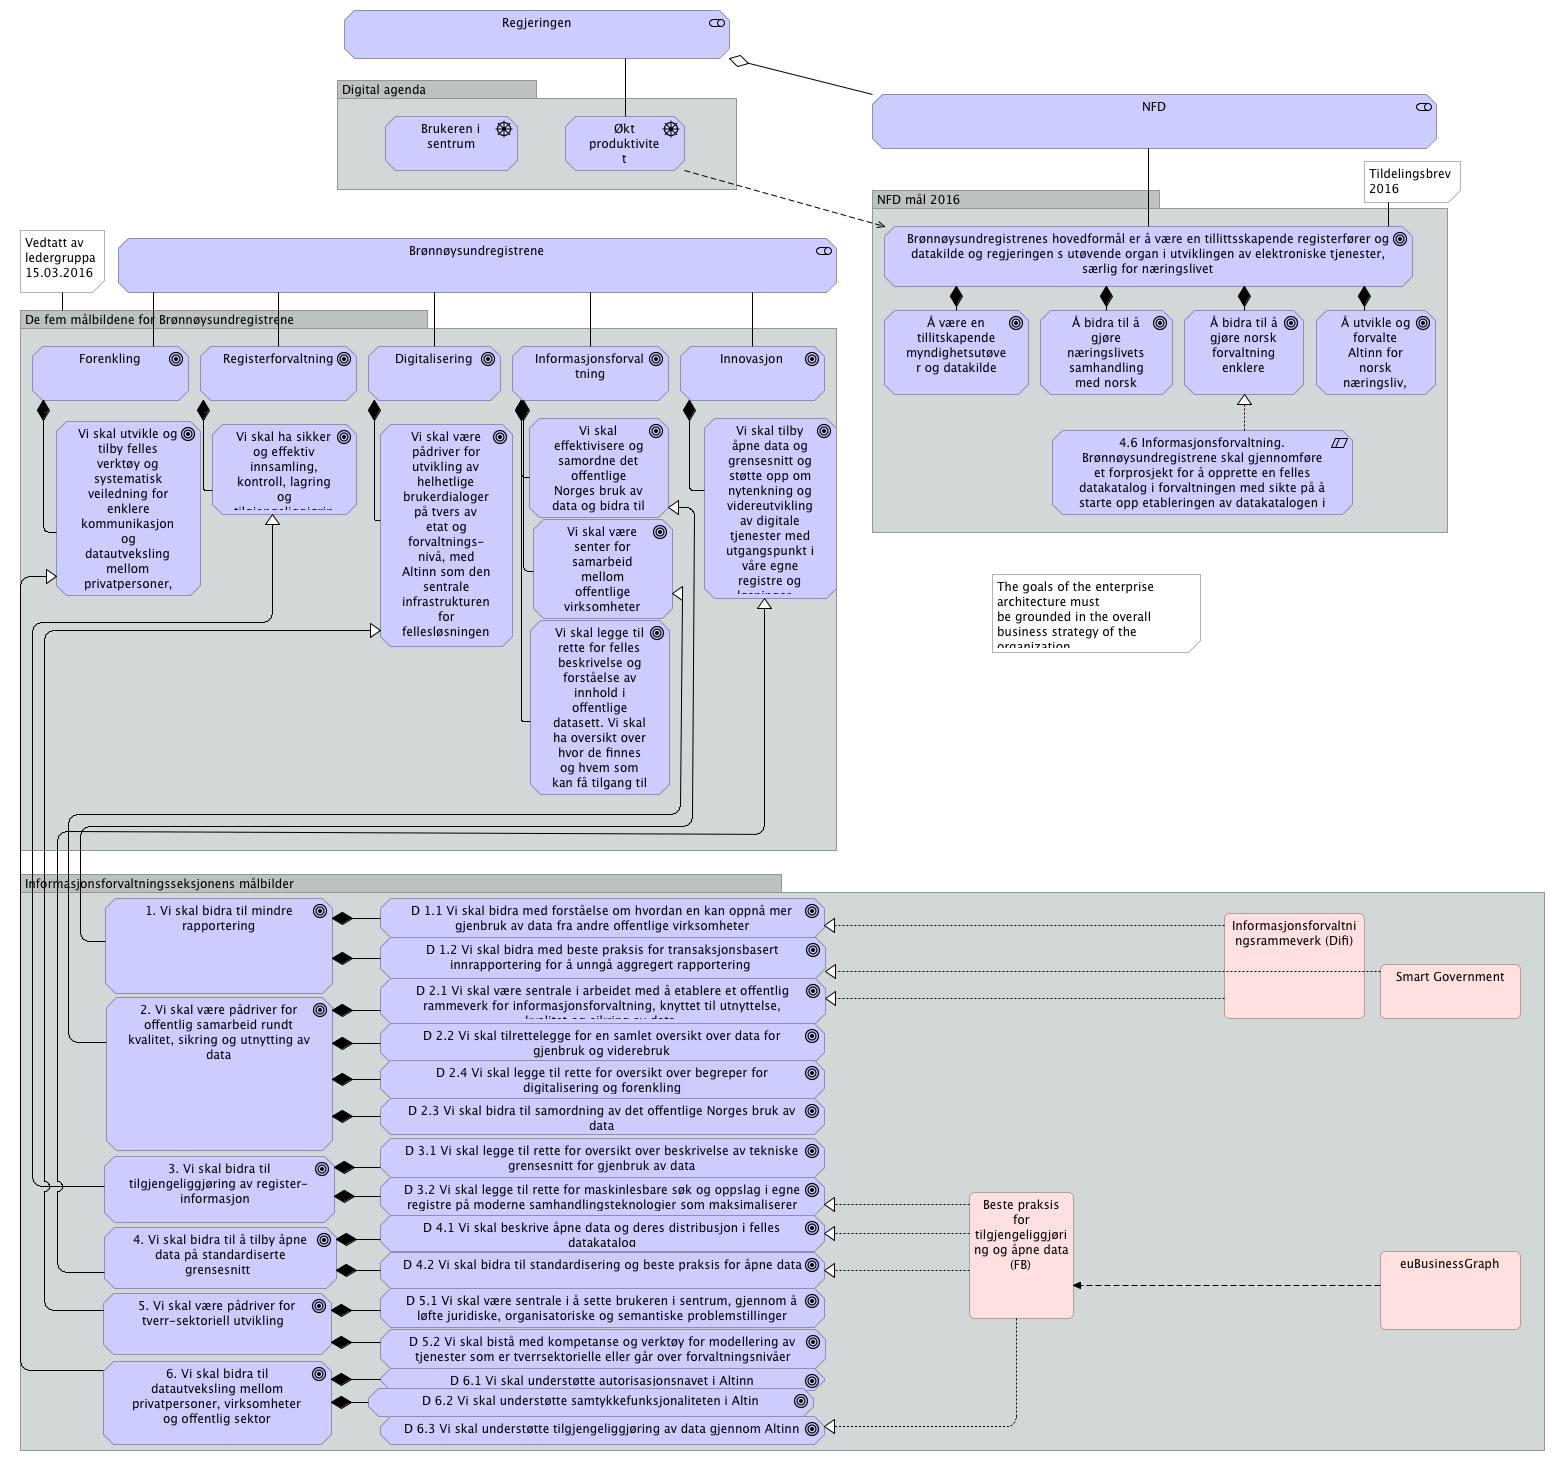 Regjeringen
Digital agenda
Brukeren i
sentrum
Økt
produktivite
t
NFD
Tildelingsbrev
2016
NFD mål 2016
Brønnøysundregistrenes hovedformål er å være en tillittsskapende registerfører og
datakilde og regjeringen s utøvende organ i utviklingen av elektroniske tjenester,
særlig for næringslivet
Å være en
tillitskapende
myndighetsutøve
r og datakilde
Å bidra til å
gjøre
næringslivets
samhandling
med norsk
Å bidra til å
gjøre norsk
forvaltning
enklere
Å utvikle og
forvalte
Altinn for
norsk
næringsliv,
4.6 Informasjonsforvaltning.
Brønnøysundregistrene skal gjennomføre
et forprosjekt for å opprette en felles
datakatalog i forvaltningen med sikte på å
starte opp etableringen av datakatalogen i
The goals of the enterprise
architecture must
be grounded in the overall
business strategy of the
organization
Vedtatt av
ledergruppa
15.03.2016
Brønnøysundregistrene
De fem målbildene for Brønnøysundregistrene
Forenkling
Registerforvaltning
Digitalisering
Informasjonsforval
tning
Innovasjon
Vi skal utvikle og
tilby felles
verktøy og
systematisk
veiledning for
enklere
kommunikasjon
og
datautveksling
mellom
privatpersoner,
Vi skal ha sikker
og effektiv
innsamling,
kontroll, lagring
og
Vi skal være
pådriver for
utvikling av
helhetlige
brukerdialoger
på tvers av
etat og
forvaltnings-
nivå, med
Altinn som den
sentrale
infrastrukturen
for
fellesløsningen
Vi skal
effektivisere og
samordne det
offentlige
Norges bruk av
data og bidra til
Vi skal være
senter for
samarbeid
mellom
offentlige
virksomheter
Vi skal legge til
rette for felles
beskrivelse og
forståelse av
innhold i
offentlige
datasett. Vi skal
ha oversikt over
hvor de finnes
og hvem som
kan få tilgang til
Vi skal tilby
åpne data og
grensesnitt og
støtte opp om
nytenkning og
videreutvikling
av digitale
tjenester med
utgangspunkt i
våre egne
registre og
Informasjonsforvaltningsseksjonens målbilder
1. Vi skal bidra til mindre
rapportering
2. Vi skal være pådriver for
offentlig samarbeid rundt
kvalitet, sikring og utnytting av
data
3. Vi skal bidra til
tilgjengeliggjøring av register-
informasjon
4. Vi skal bidra til å tilby åpne
data på standardiserte
grensesnitt
5. Vi skal være pådriver for
tverr-sektoriell utvikling
6. Vi skal bidra til
datautveksling mellom
privatpersoner, virksomheter
og offentlig sektor
D 1.1 Vi skal bidra med forståelse om hvordan en kan oppnå mer
gjenbruk av data fra andre offentlige virksomheter
D 1.2 Vi skal bidra med beste praksis for transaksjonsbasert
innrapportering for å unngå aggregert rapportering
D 2.1 Vi skal være sentrale i arbeidet med å etablere et offentlig
rammeverk for informasjonsforvaltning, knyttet til utnyttelse,
kvalitet og sikring av data
D 2.2 Vi skal tilrettelegge for en samlet oversikt over data for
gjenbruk og viderebruk
D 2.4 Vi skal legge til rette for oversikt over begreper for
digitalisering og forenkling
D 2.3 Vi skal bidra til samordning av det offentlige Norges bruk av
data
D 3.1 Vi skal legge til rette for oversikt over beskrivelse av tekniske
grensesnitt for gjenbruk av data
D 3.2 Vi skal legge til rette for maskinlesbare søk og oppslag i egne
registre på moderne samhandlingsteknologier som maksimaliserer
D 4.1 Vi skal beskrive åpne data og deres distribusjon i felles
datakatalog
D 4.2 Vi skal bidra til standardisering og beste praksis for åpne data
D 5.1 Vi skal være sentrale i å sette brukeren i sentrum, gjennom å
løfte juridiske, organisatoriske og semantiske problemstillinger
D 5.2 Vi skal bistå med kompetanse og verktøy for modellering av
tjenester som er tverrsektorielle eller går over forvaltningsnivåer
D 6.1 Vi skal understøtte autorisasjonsnavet i Altinn
D 6.2 Vi skal understøtte samtykkefunksjonaliteten i Altin
D 6.3 Vi skal understøtte tilgjengeliggjøring av data gjennom Altinn
Informasjonsforvaltni
ngsrammeverk (Difi)
Smart Government
Beste praksis
for
tilgjengeliggjøri
ng og åpne data
(FB)
euBusinessGraph